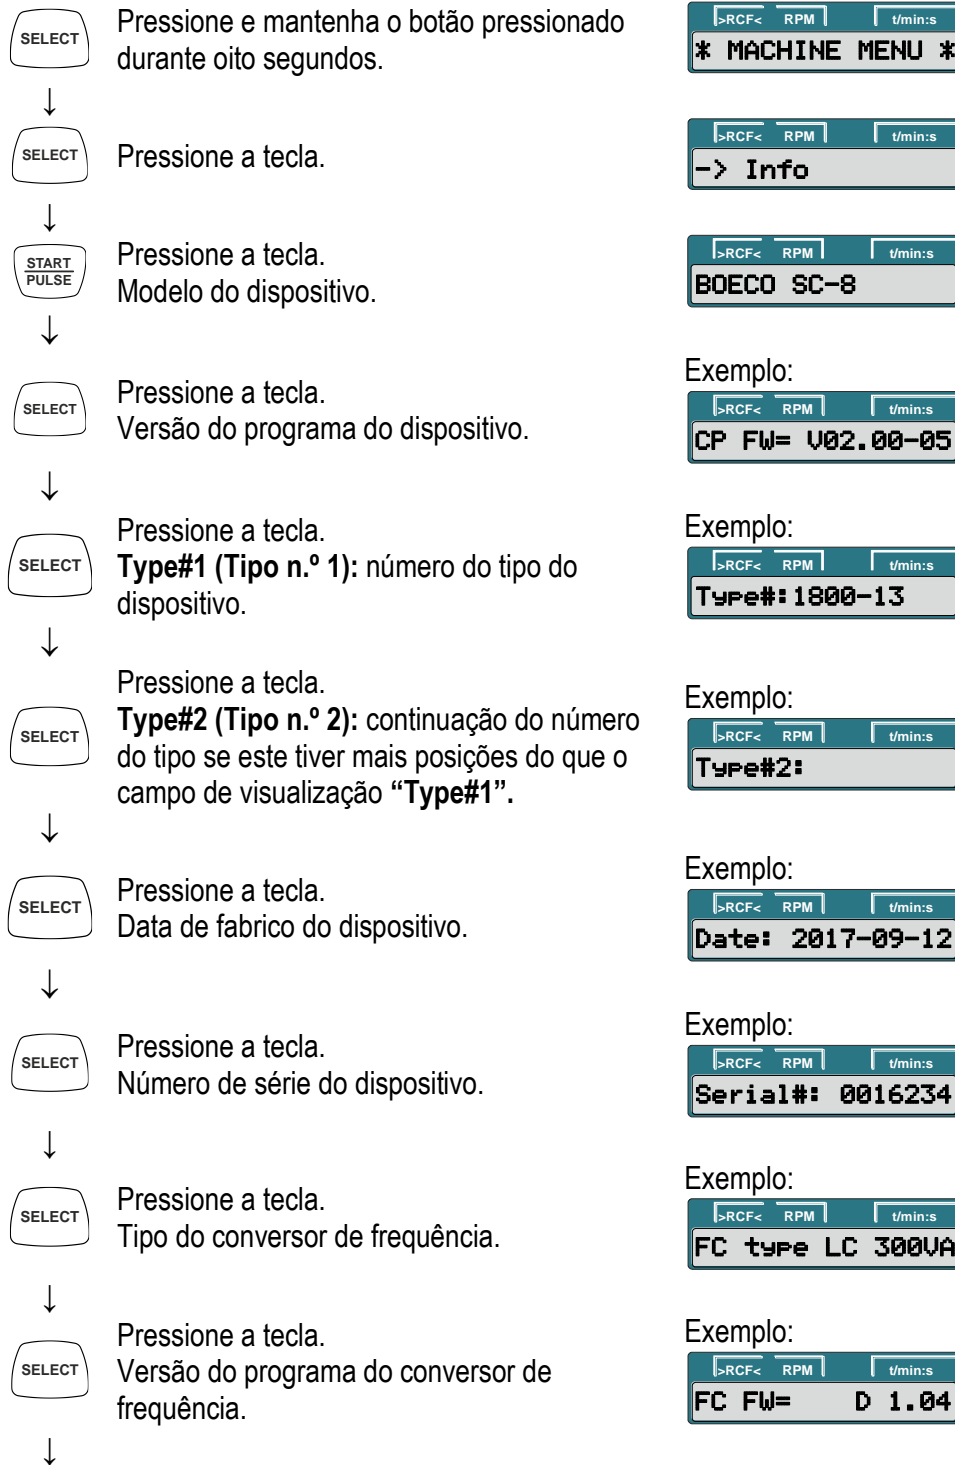 SELECT
Pressione e mantenha o botão pressionado
durante oito segundos.
>RCF< RPM t/min:s
* MACHINE MENU *
↓
SELECT
Pressione a tecla.
>RCF< RPM t/min:s
-> Info
↓
START
PULSE
Pressione a tecla.
Modelo do dispositivo.
>RCF< RPM t/min:s
BOECO SC-8
↓
SELECT
Pressione a tecla.
Versão do programa do dispositivo.
Exemplo:
>RCF< RPM t/min:s
CP FW= V02.00-05
↓
SELECT
Pressione a tecla.
Type#1 (Tipo n.º 1): número do tipo do
dispositivo.
Exemplo:
>RCF< RPM t/min:s
Type#:1800-13
↓
SELECT
Pressione a tecla.
Type#2 (Tipo n.º 2): continuação do número
do tipo se este tiver mais posições do que o
campo de visualização “Type#1”.
Exemplo:
>RCF< RPM t/min:s
Type#2:
↓
SELECT
Pressione a tecla.
Data de fabrico do dispositivo.
Exemplo:
>RCF< RPM t/min:s
Date: 2017-09-12
↓
SELECT
Pressione a tecla.
Número de série do dispositivo.
Exemplo:
>RCF< RPM t/min:s
Serial#: 0016234
↓
SELECT
Pressione a tecla.
Tipo do conversor de frequência.
Exemplo:
>RCF< RPM t/min:s
FC type LC 300VA
↓
SELECT
Pressione a tecla.
Versão do programa do conversor de
frequência.
Exemplo:
>RCF< RPM t/min:s
FC FW= D 1.04
↓